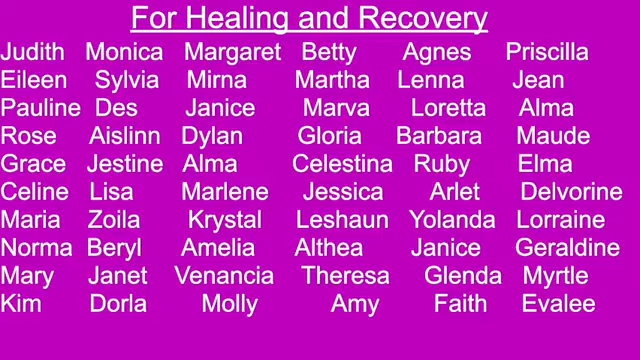 For Healing and Recovery
Judith Monica Margaret Betty Agnes Priscilla
Eileen Sylvia Mirna Martha Lenna Jean
Pauline Des Janice Marva Loretta Alma
Rose Aislinn Dylan Gloria Barbara Maude
Grace Jestine Alma Celestina Ruby Elma
Celine Lisa Marlene Jessica Arlet Delvorine
Maria Zoila Krystal Leshaun Yolanda Lorraine
Norma Beryl Amelia Althea Janice Geraldine
Mary Janet Venancia Theresa Glenda Myrtle
Kim Dorla Molly Amy Faith Evalee